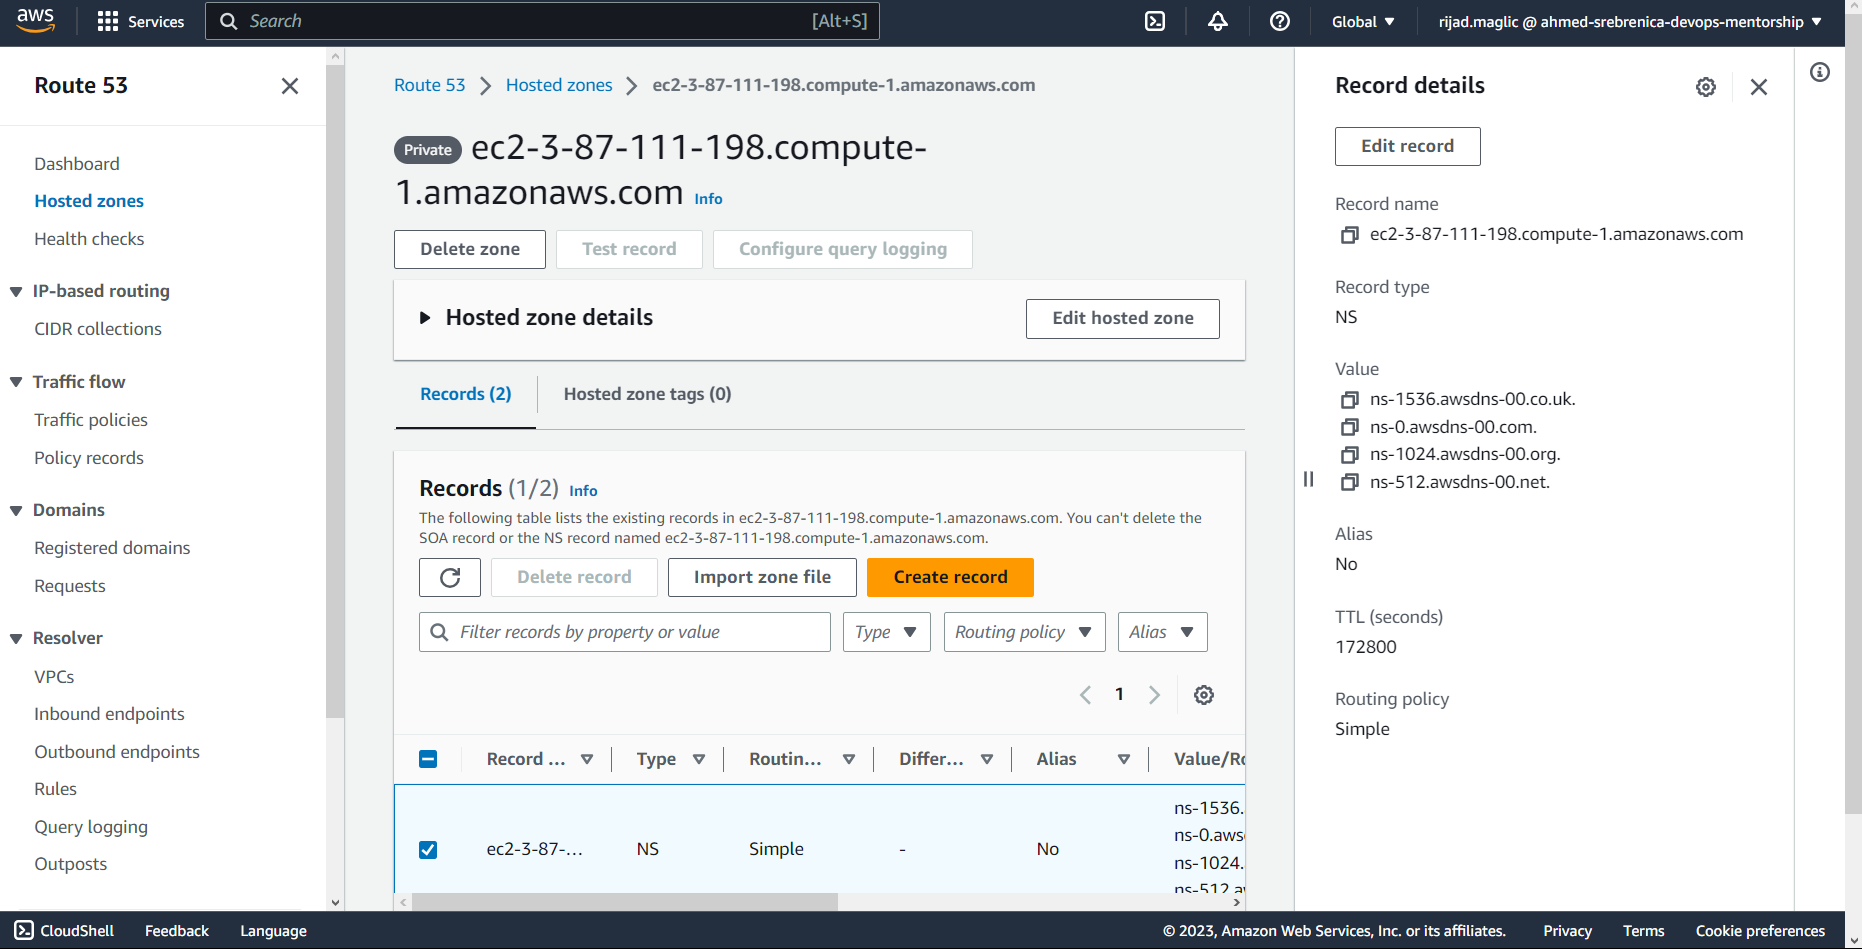 aws
Services
Search
[Alt+S]
Global
rijad.maglic @ ahmed-srebrenica-devops-mentorship
Route 53
Dashboard
Hosted zones
Health checks
IP-based routing
CIDR collections
Traffic flow
Traffic policies
Policy records
Domains
Registered domains
Requests
Resolver
VPCs
Inbound endpoints
Outbound endpoints
Rules
Query logging
Outposts
Route 53
Hosted zones
ec2-3-87-111-198.compute-1.amazonaws.com
Private
ec2-3-87-111-198.compute-
1.amazonaws.com
Info
Delete zone
Test record
Configure query logging
Hosted zone details
Edit hosted zone
Records (2)
Hosted zone tags (0)
Records (1/2)
Info
The following table lists the existing records in ec2-3-87-111-198.compute-1.amazonaws.com. You can't delete the
SOA record or the NS record named ec2-3-87-111-198.compute-1.amazonaws.com.
Delete record
Import zone file
Create record
Filter records by property or value
Type
Routing policy
Alias
1
Record ...
Type
Routin...
Differ...
Alias
Value/Ro
ec2-3-87-...
NS
Simple
-
No
ns-1536.
ns-0.aws
ns-1024.
ns-512.aw
Record details
Edit record
Record name
ec2-3-87-111-198.compute-1.amazonaws.com
Record type
NS
Value
ns-1536.awsdns-00.co.uk.
ns-0.awsdns-00.com.
ns-1024.awsdns-00.org.
ns-512.awsdns-00.net.
Alias
No
TTL (seconds)
172800
Routing policy
Simple
CloudShell
Feedback
Language
© 2023, Amazon Web Services, Inc. or its affiliates.
Privacy
Terms
Cookie preferences